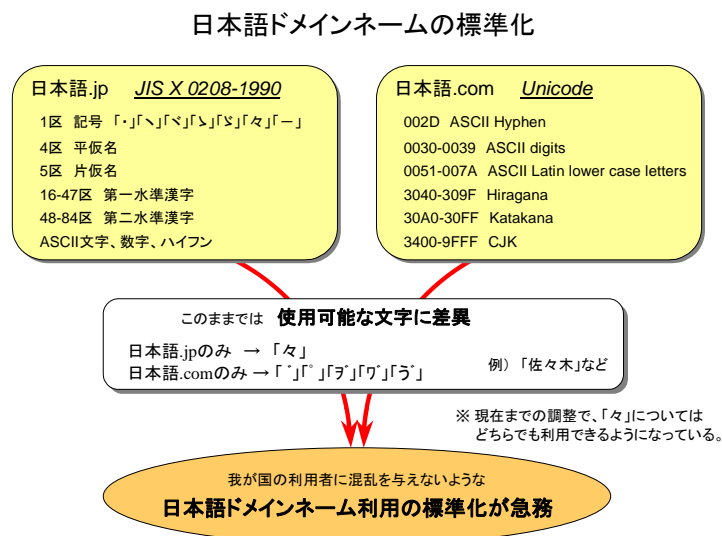 日本語ドメインネームの標準化
日本語.jp JIS X 0208-1990
1区 記号 「・」「ヽ」「ヾ」「ゝ」「ゞ」「々」「ー」
4区 平仮名
5区 片仮名
16-47区 第一水準漢字
48-84区 第二水準漢字
ASCII文字、数字、ハイフン
日本語.com Unicode
002D ASCII Hyphen
0030-0039 ASCII digits
0051-007A ASCII Latin lower case letters
3040-309F Hiragana
30A0-30FF Katakana
3400-9FFF CJK
このままでは 使用可能な文字に差異
日本語.jpのみ → 「々」
日本語.comのみ → 「゛」「゜」「ヺ」「ヷ」「ゔ」
例） 「佐々木」など
※ 現在までの調整で、「々」については
どちらでも利用できるようになっている。
我が国の利用者に混乱を与えないような
日本語ドメインネーム利用の標準化が急務